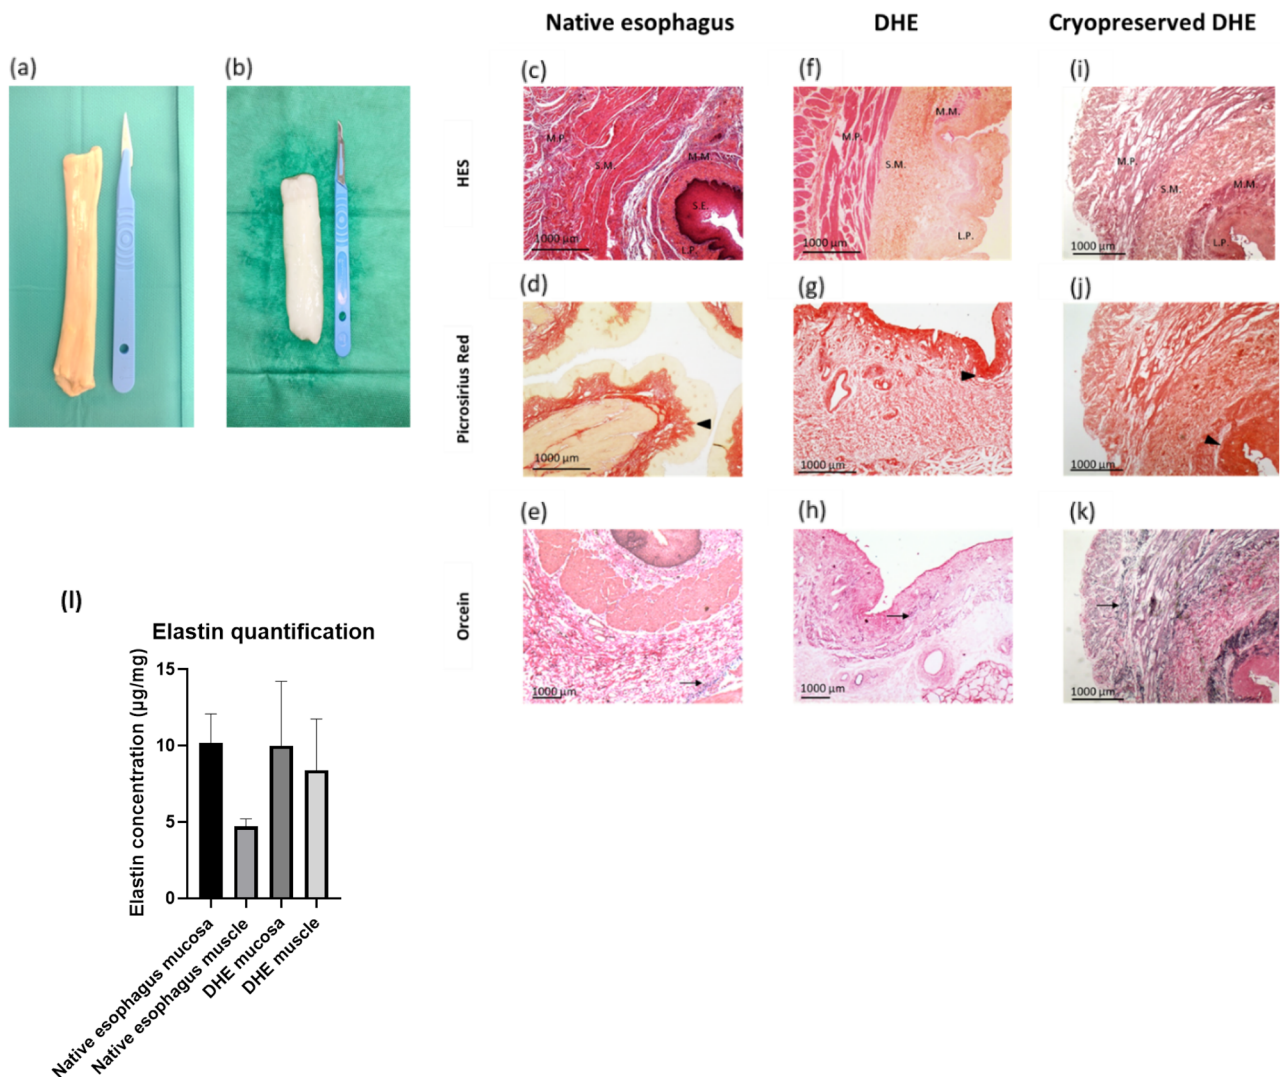 Native esophagus
DHE
Cryopreserved DHE
(a)
(b)
HES
(c)
M.P.
S.M.
M.M.
S.E.
L.P.
1000 µm
(f)
M.M.
M.P.
S.M.
L.P.
1000 µm
(i)
M.P.
S.M.
M.M.
L.P.
1000 µm
Picrosirius Red
(d)
1000 µm
(g)
1000 µm
(j)
1000 µm
Orcein
(e)
1000 µm
(h)
1000 µm
(k)
1000 µm
(l)
Elastin quantification
Elastin concentration (µg/mg)
15
10
5
0
Native esophagus mucosa
Native esophagus muscle
DHE mucosa
DHE muscle